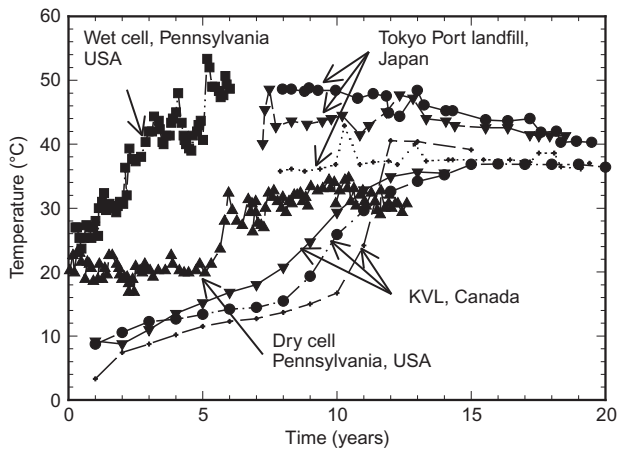 60
50
40
30
20
10
0
Temperature (°C)
Wet cell, Pennsylvania
USA
Tokyo Port landfill,
Japan
KVL, Canada
Dry cell
Pennsylvania, USA
0 5 10 15 20
Time (years)